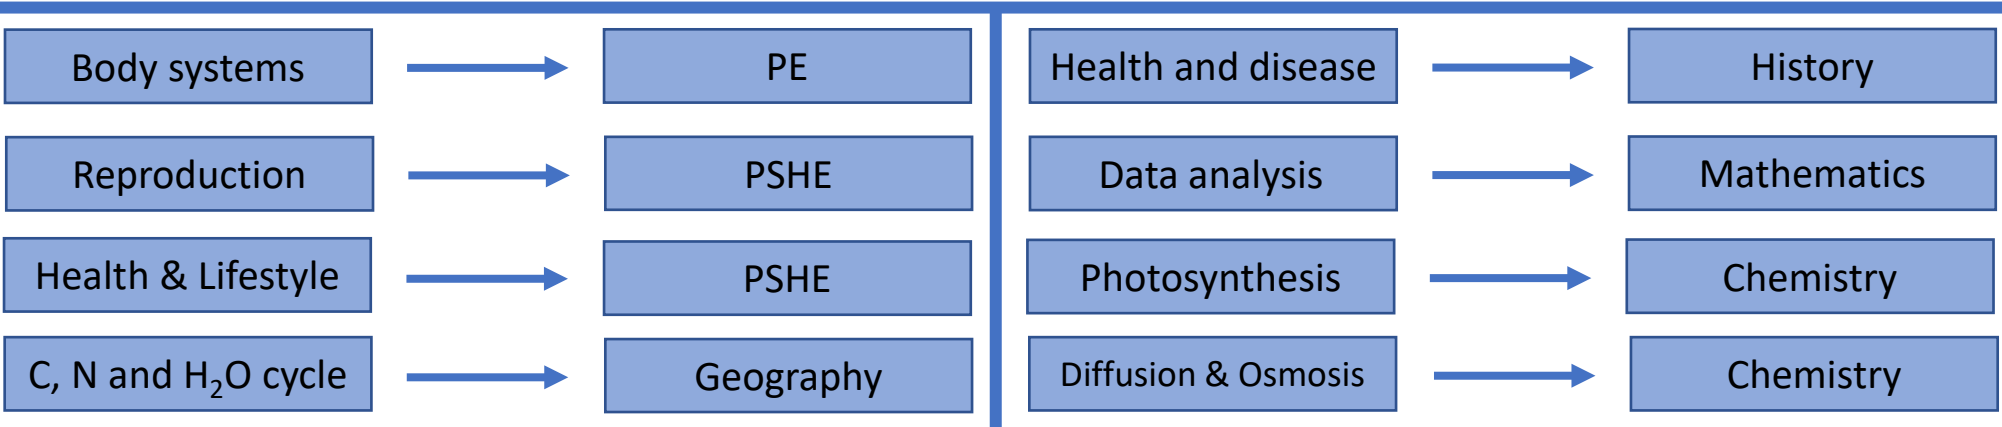 Body systems
PE
Reproduction
PSHE
Health & Lifestyle
PSHE
C, N and H₂O cycle
Geography
Health and disease
History
Data analysis
Mathematics
Photosynthesis
Chemistry
Diffusion & Osmosis
Chemistry